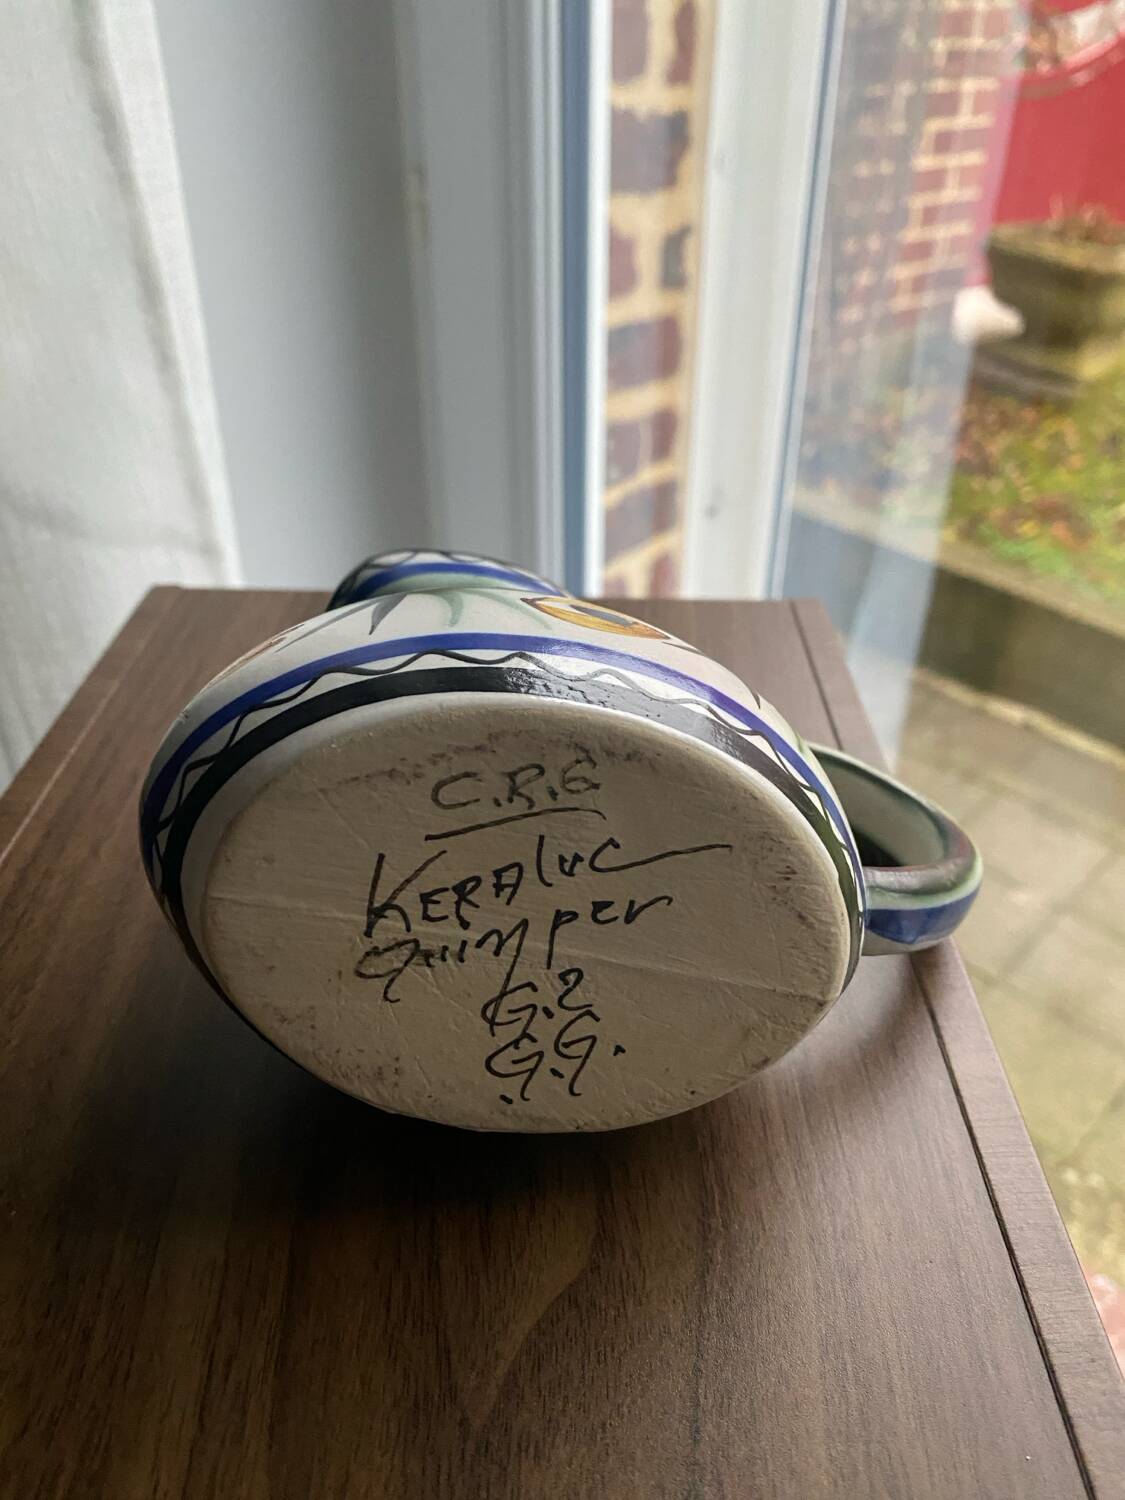 C.R.G
KERAluC
Quimper
G.2
.G.G.